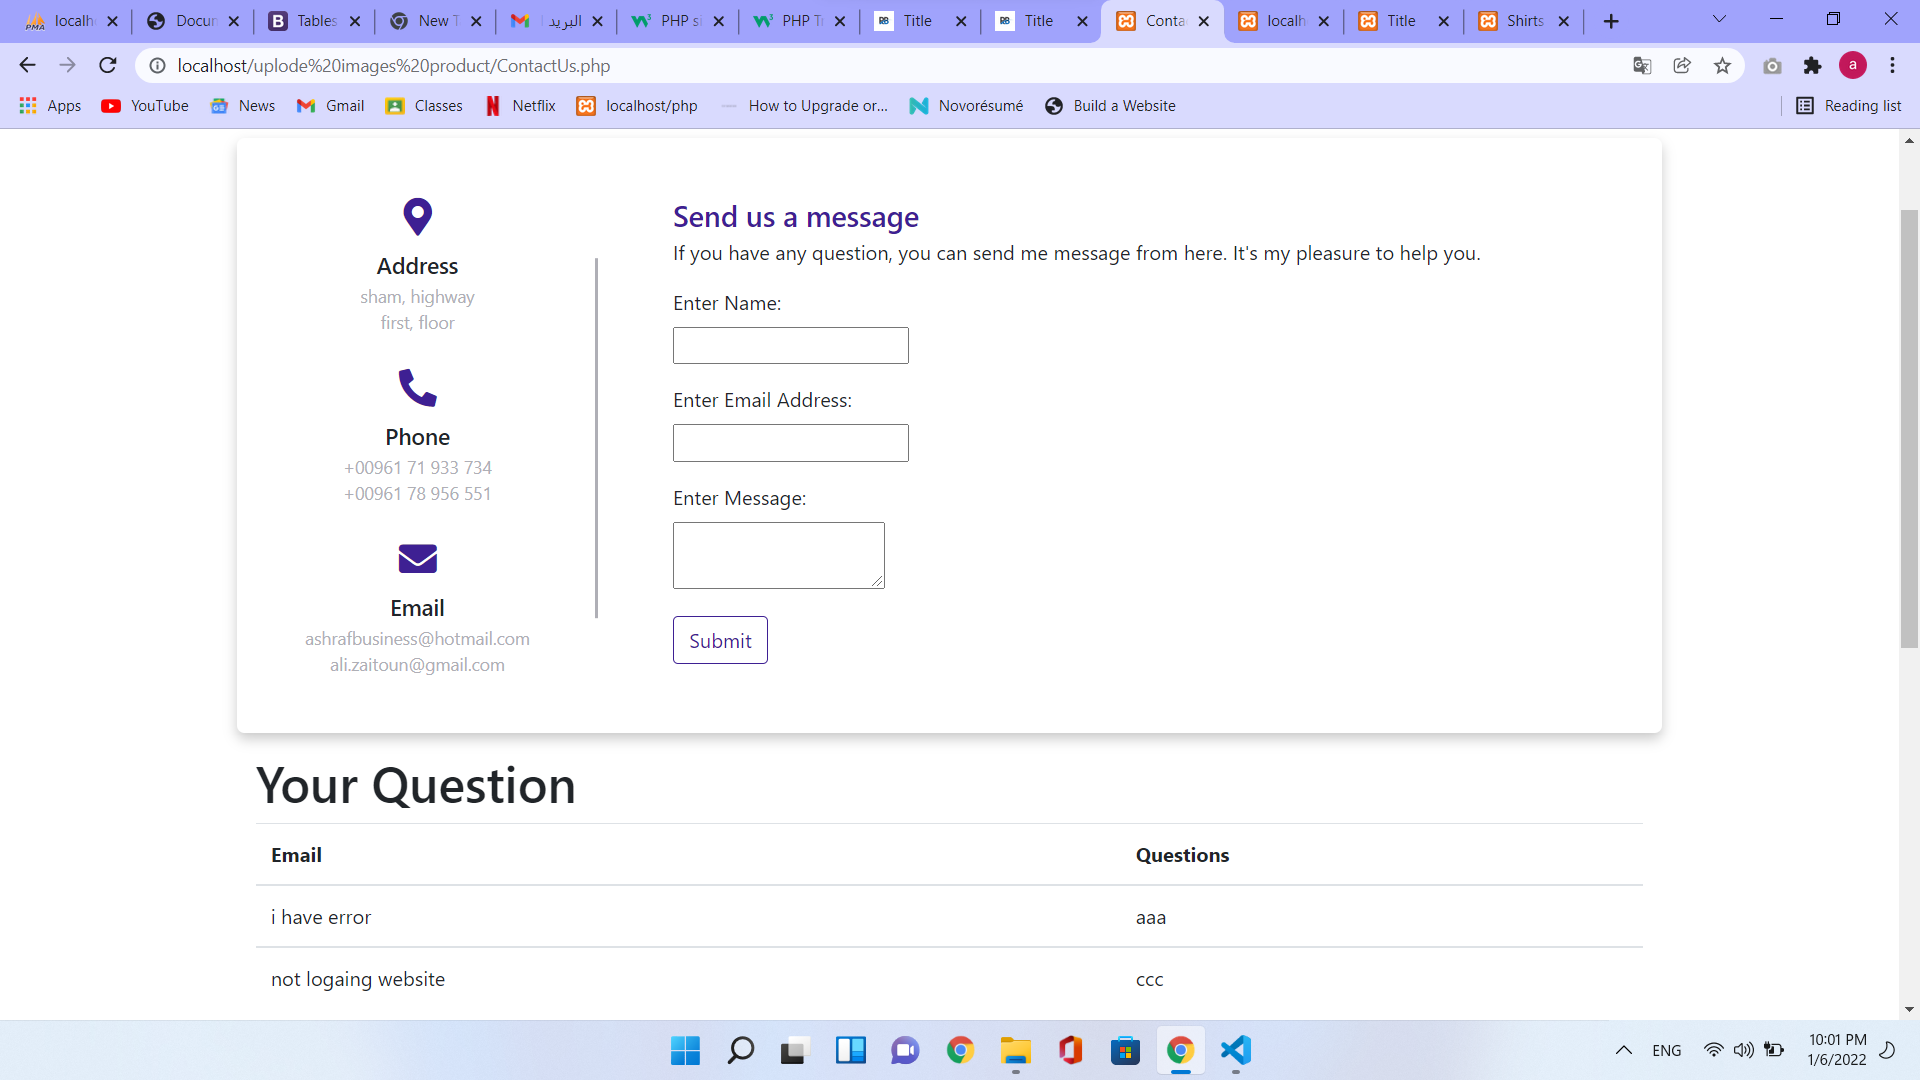 localh
Docun
Tables
New T
البريد
PHP si
PHP Tr
Title
Title
Conta
localh
Title
Shirts
localhost/uplode%20images%20product/ContactUs.php
a
Apps
YouTube
News
Gmail
Classes
Netflix
localhost/php
How to Upgrade or...
Novorésumé
Build a Website
Reading list
Address
sham, highway
first, floor
Phone
+00961 71 933 734
+00961 78 956 551
Email
ashrafbusiness@hotmail.com
ali.zaitoun@gmail.com
Send us a message
If you have any question, you can send me message from here. It's my pleasure to help you.
Enter Name:
Enter Email Address:
Enter Message:
Submit
Your Question
Email Questions
i have error aaa
not logaing website ccc
ENG
10:01 PM
1/6/2022